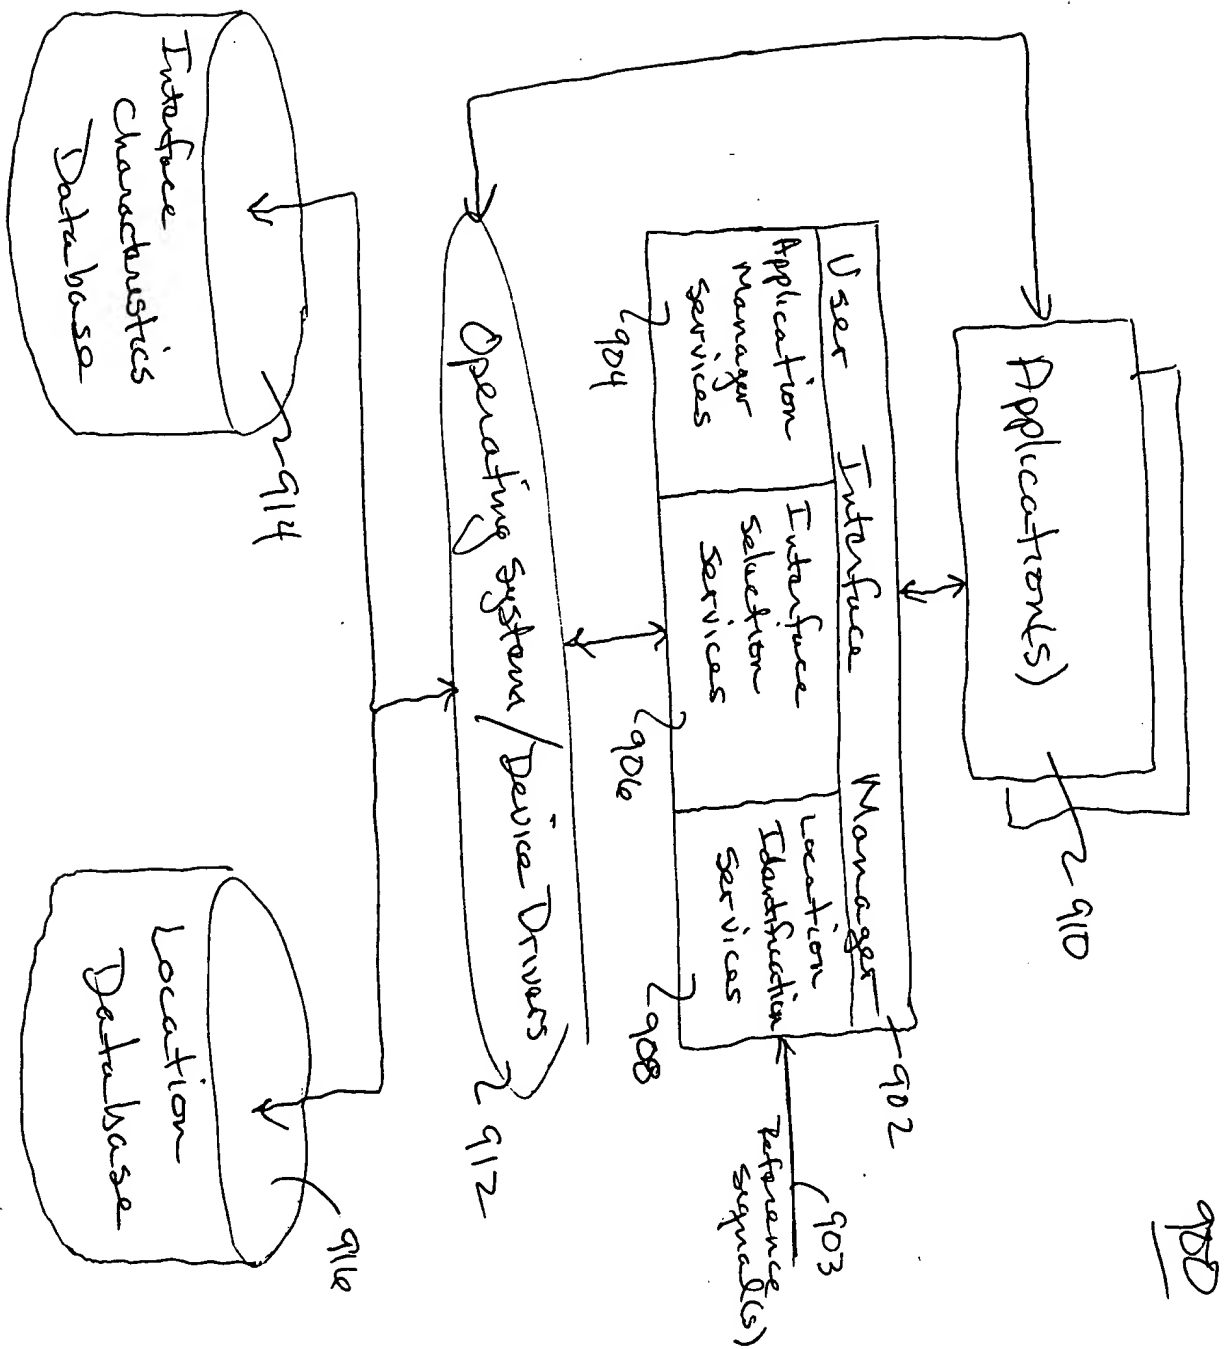 900
Application(s)
910
User Interface Manager
902
Application
Manager
Services
904
Interface
Selection
Services
906
Location
Identification
Services
908
903
reference
signal(s)
Operating System / Device Drivers
912
Interface
Characteristics
Database
914
Location
Database
916